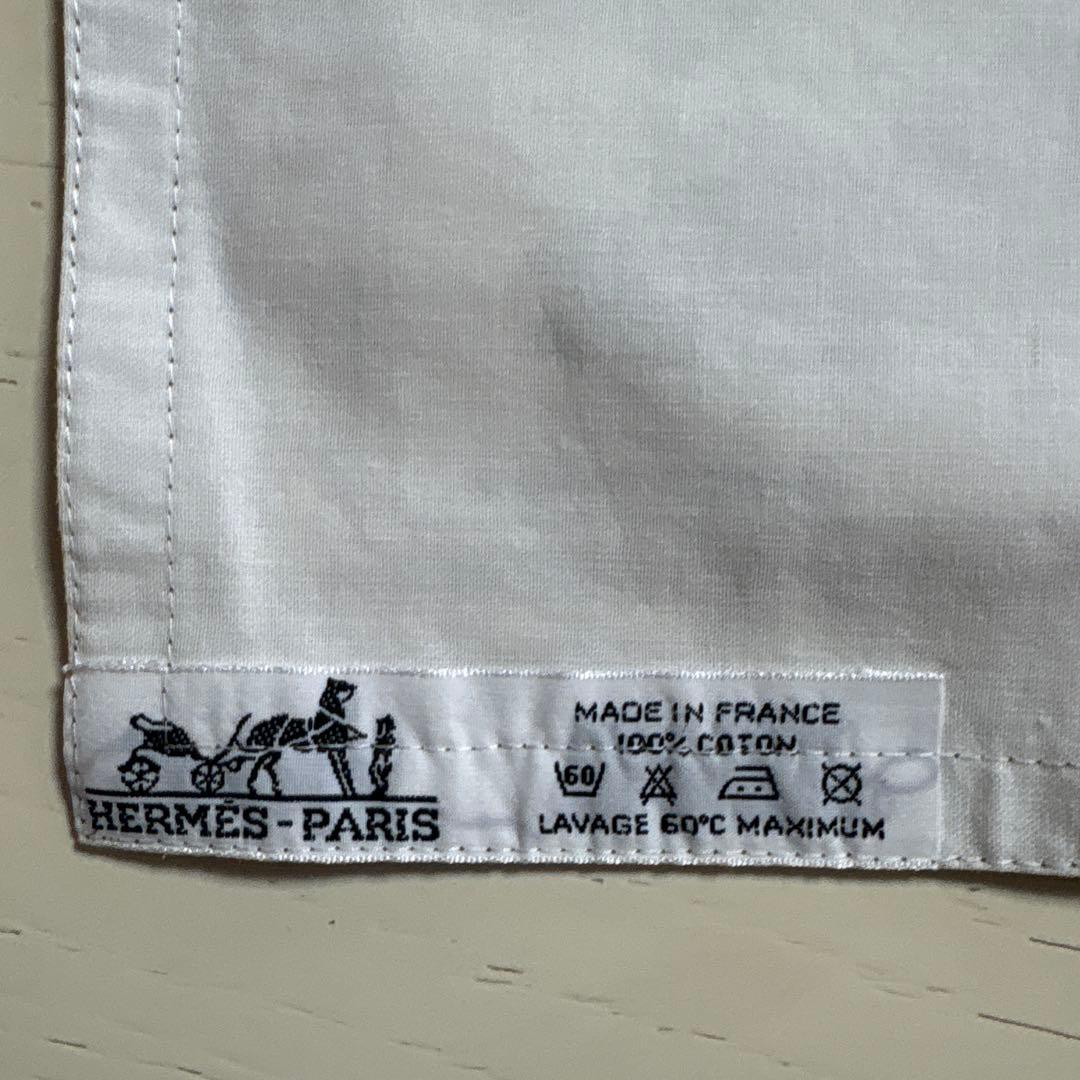 HERMÈS-PARIS
MADE IN FRANCE
100% COTON
60
LAVAGE 60°C MAXIMUM